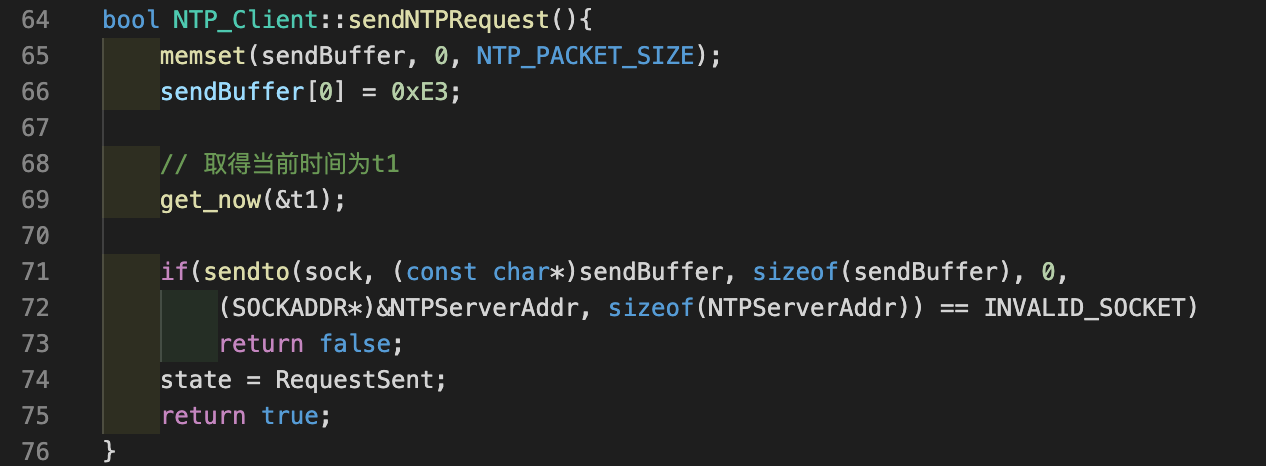 64 bool NTP_Client::sendNTPRequest(){
65     memset(sendBuffer, 0, NTP_PACKET_SIZE);
66     sendBuffer[0] = 0xE3;
67
68     // 取得当前时间为t1
69     get_now(&t1);
70
71     if(sendto(sock, (const char*)sendBuffer, sizeof(sendBuffer), 0,
72         (SOCKADDR*)&NTPServerAddr, sizeof(NTPServerAddr)) == INVALID_SOCKET)
73         return false;
74     state = RequestSent;
75     return true;
76 }